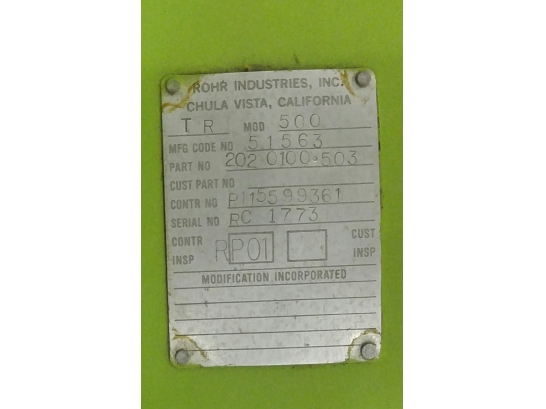 ROHR INDUSTRIES, INC.
CHULA VISTA, CALIFORNIA
TR MOD 500
MFG CODE NO 51563
PART NO 202-0100-503
CUST PART NO
CONTR NO P115599361
SERIAL NO RC 1773
CONTR INSP RP01 CUST INSP
MODIFICATION INCORPORATED